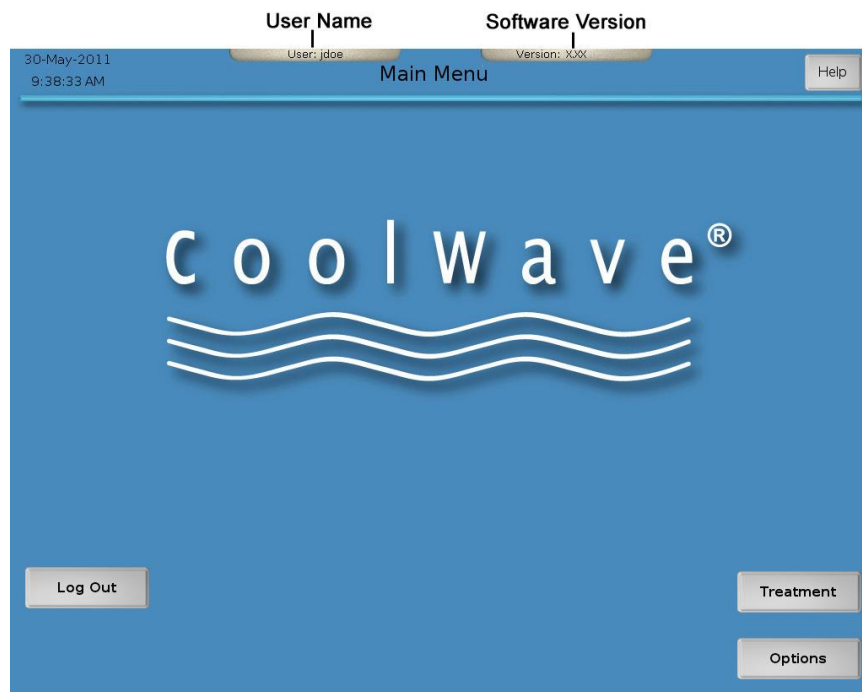 User Name Software Version
30-May-2011 User: jdoe Version: X.XX
Main Menu Help
9:38:33 AM
coolWave®
Log Out
Treatment
Options